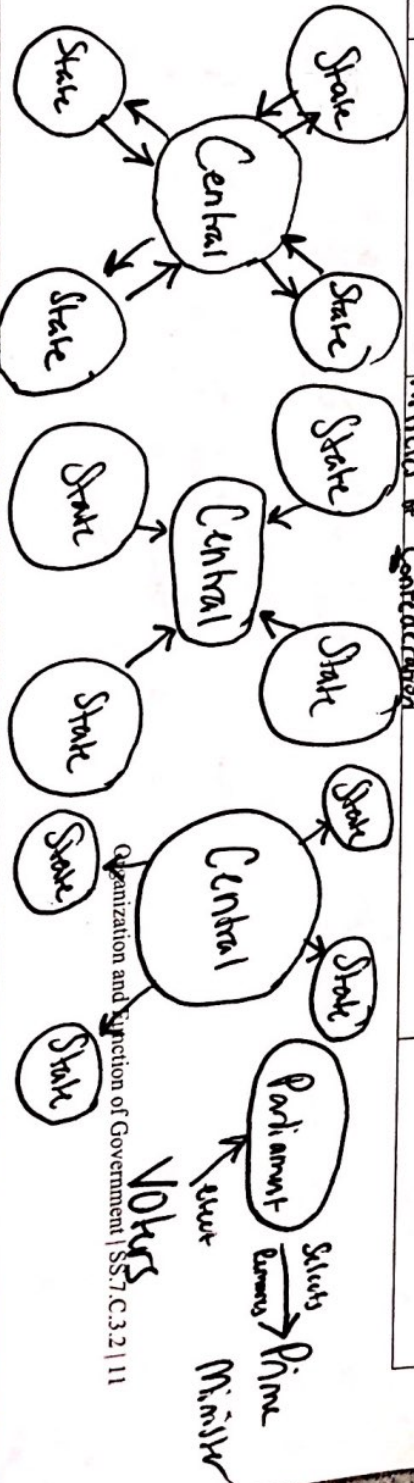 State
State
Central
State
State
State
State
Central
State
State
State
State
Central
State
State
Parliament
Selects
Prime
Minister
elect
Voters
Organization and Function of Government | SS.7.C.3.2 | 11